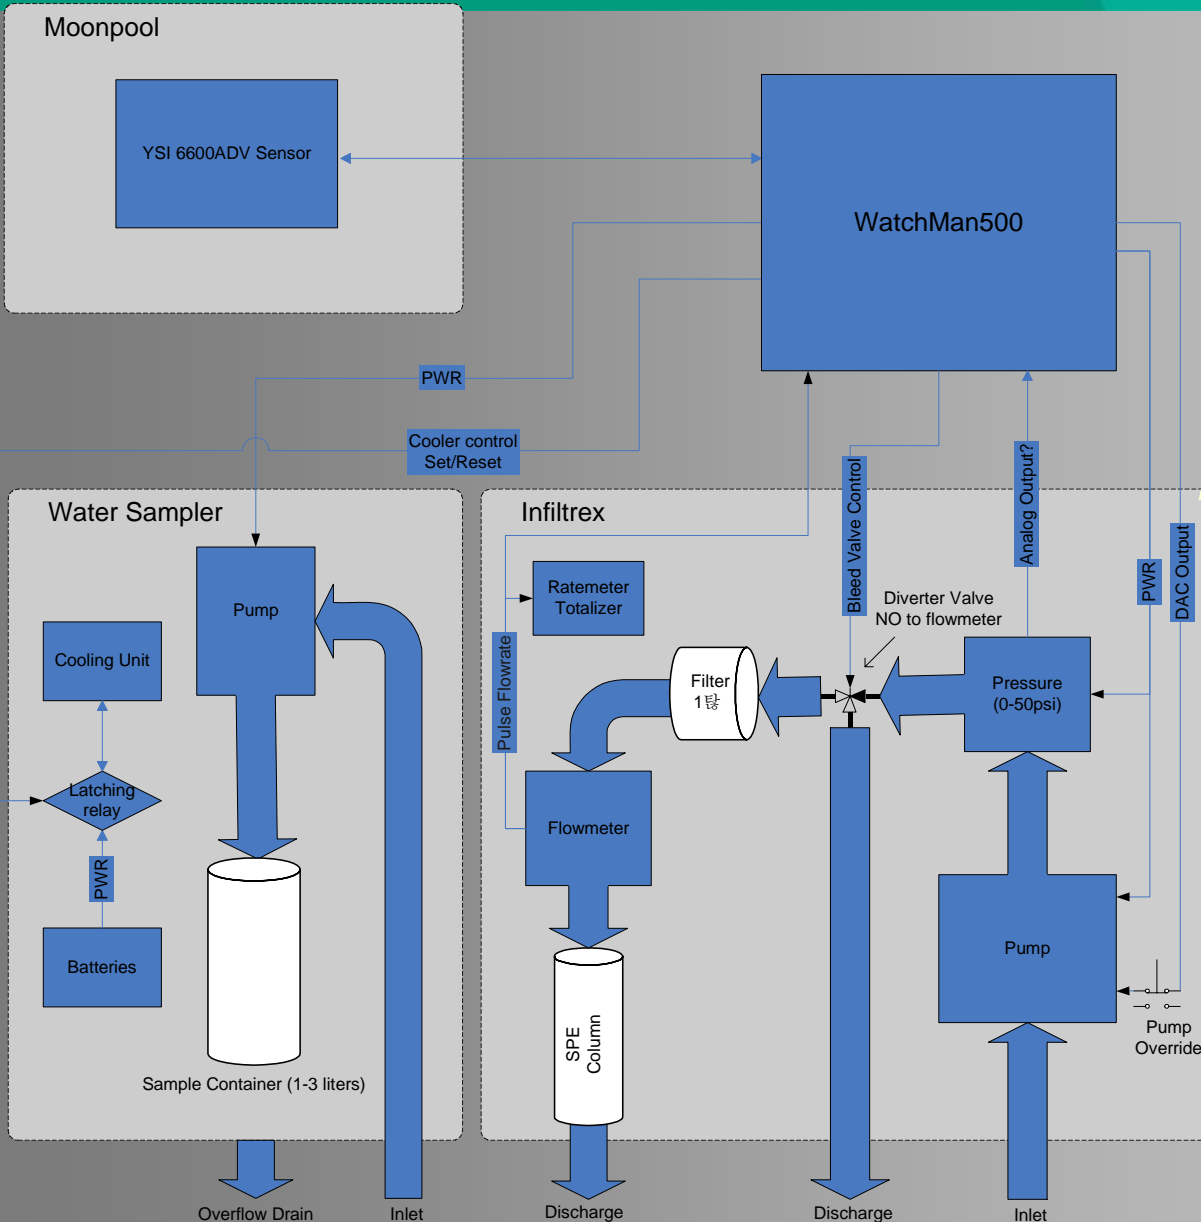 Moonpool
YSI 6600ADV Sensor
WatchMan500
PWR
Cooler control
Set/Reset
Bleed Valve Control
Analog Output?
PWR
DAC Output
Water Sampler
Pump
Cooling Unit
Latching
relay
PWR
Batteries
Sample Container (1-3 liters)
Overflow Drain
Inlet
Infiltrex
Ratemeter
Totalizer
Pulse Flowrate
Diverter Valve
NO to flowmeter
Filter
Pressure
(0-50psi)
Flowmeter
SPE
Column
Pump
Pump
Override
Discharge
Discharge
Inlet